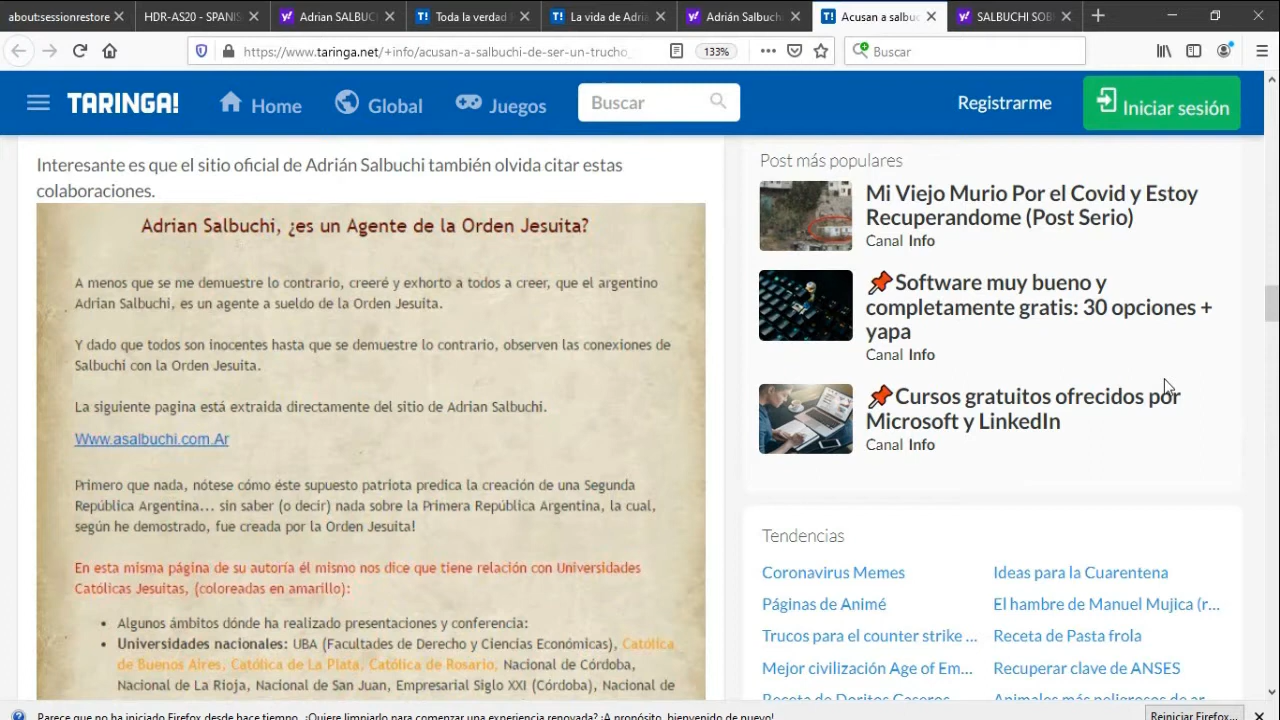 about:sessionrestore
HDR-AS20 - SPANIS
Adrian SALBUCH
Toda la verdad
La vida de Adria
Adrián Salbuch
Acusan a salbuc
SALBUCHI SOB
https://www.taringa.net/+info/acusan-a-salbuchi-de-ser-un-trucho_
133%
Buscar
TARINGA!
Home
Global
Juegos
Buscar
Registrarme
Iniciar sesión
Interesante es que el sitio oficial de Adrián Salbuchi también olvida citar estas
colaboraciones.
Adrian Salbuchi, ¿es un Agente de la Orden Jesuita?
A menos que se me demuestre lo contrario, creeré y exhorto a todos a creer, que el argentino
Adrian Salbuchi, es un agente a sueldo de la Orden Jesuita.
Y dado que todos son inocentes hasta que se demuestre lo contrario, observen las conexiones de
Salbuchi con la Orden Jesuita.
La siguiente pagina está extraida directamente del sitio de Adrian Salbuchi.
Www.asalbuchi.com.Ar
Primero que nada, nótese cómo éste supuesto patriota predica la creación de una Segunda
República Argentina... sin saber (o decir) nada sobre la Primera República Argentina, la cual,
según he demostrado, fue creada por la Orden Jesuita!
En esta misma página de su autoría él mismo nos dice que tiene relación con Universidades
Católicas Jesuitas, (coloreadas en amarillo):
• Algunos ámbitos dónde ha realizado presentaciones y conferencia:
• Universidades nacionales: UBA (Facultades de Derecho y Ciencias Económicas), Católica
de Buenos Aires, Católica de La Plata, Católica de Rosario, Nacional de Córdoba,
Nacional de La Rioja, Nacional de San Juan, Empresarial Siglo XXI (Córdoba), Nacional de
Post más populares
Mi Viejo Murio Por el Covid y Estoy
Recuperandome (Post Serio)
Canal Info
📌Software muy bueno y
completamente gratis: 30 opciones +
yapa
Canal Info
📌Cursos gratuitos ofrecidos por
Microsoft y LinkedIn
Canal Info
Tendencias
Coronavirus Memes
Ideas para la Cuarentena
Páginas de Animé
El hambre de Manuel Mujica (r...
Trucos para el counter strike ...
Receta de Pasta frola
Mejor civilización Age of Em...
Recuperar clave de ANSES
Receta de Doritos Caseros
Animales más peligrosos de ar
Parece que no ha iniciado Firefox desde hace tiempo. ¿Quiere limpiarlo para comenzar una experiencia renovada? ¡A propósito, bienvenido de nuevo!
Reiniciar Firefox...